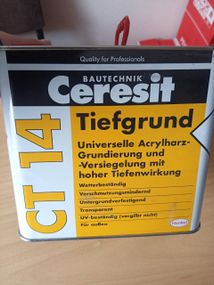 Quality for Professionals
BAUTECHNIK
Ceresit
CT 14
Tiefgrund
Universelle Acrylharz-
Grundierung und
-Versiegelung mit
hoher Tiefenwirkung
Wetterbeständig
Verschmutzungsmindernd
Untergrundverfestigend
Transparent
UV-beständig (vergilbt nicht)
Für außen
Henkel